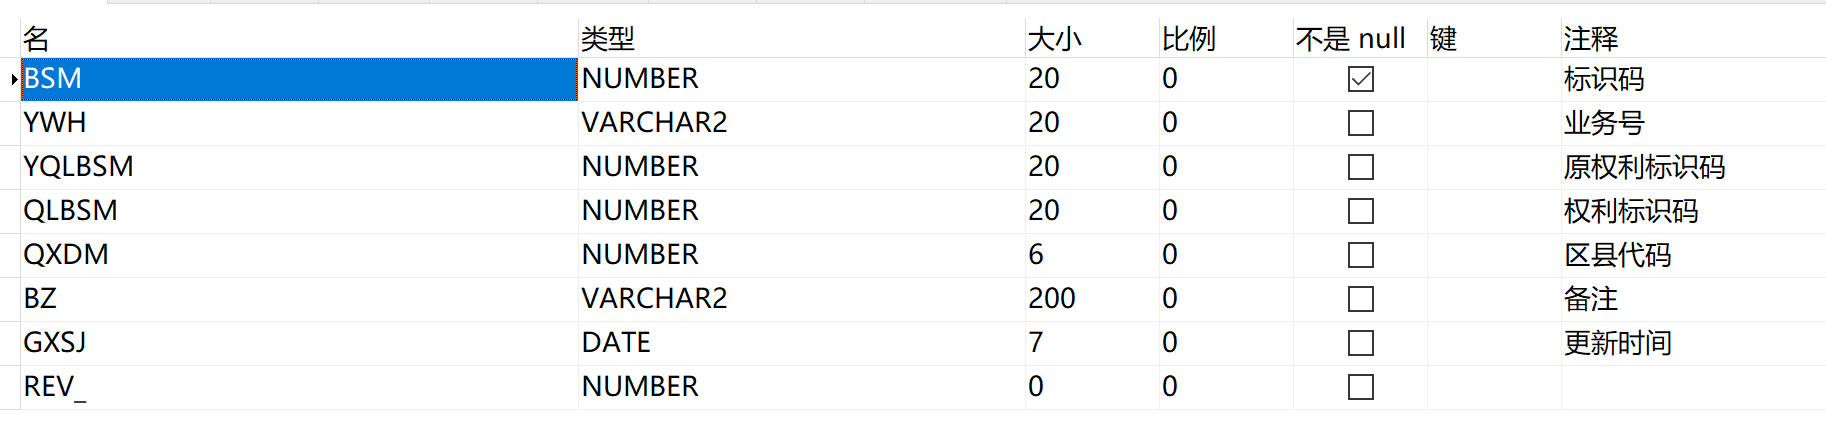 名 类型 大小 比例 不是 null 键 注释
BSM NUMBER 20 0 标识码
YWH VARCHAR2 20 0 业务号
YQLBSM NUMBER 20 0 原权利标识码
QLBSM NUMBER 20 0 权利标识码
QXDM NUMBER 6 0 区县代码
BZ VARCHAR2 200 0 备注
GXSJ DATE 7 0 更新时间
REV_ NUMBER 0 0